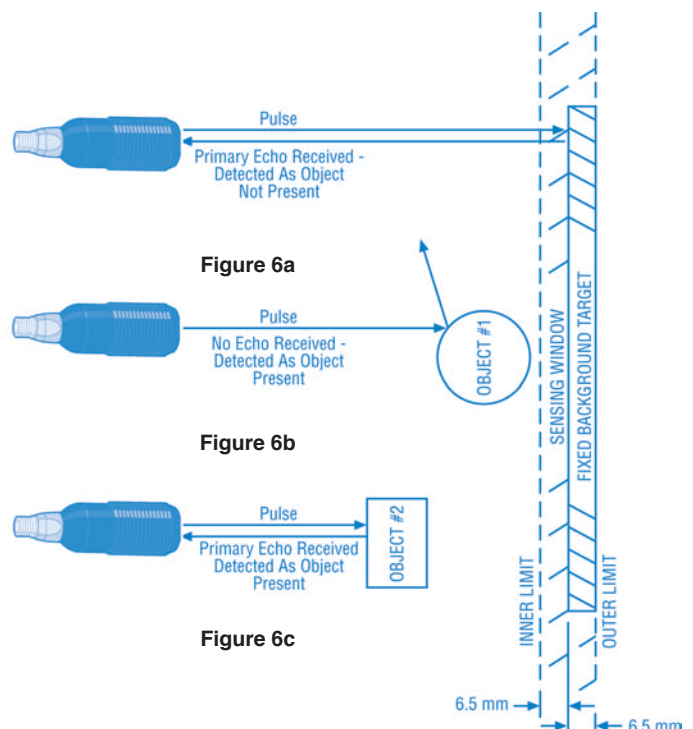 Pulse
Primary Echo Received -
Detected As Object
Not Present
Figure 6a
Pulse
No Echo Received -
Detected As Object
Present
OBJECT #1
SENSING WINDOW
FIXED BACKGROUND TARGET
Figure 6b
Pulse
Primary Echo Received
Detected As Object
Present
OBJECT #2
Figure 6c
INNER LIMIT
OUTER LIMIT
6.5 mm
6.5 mm